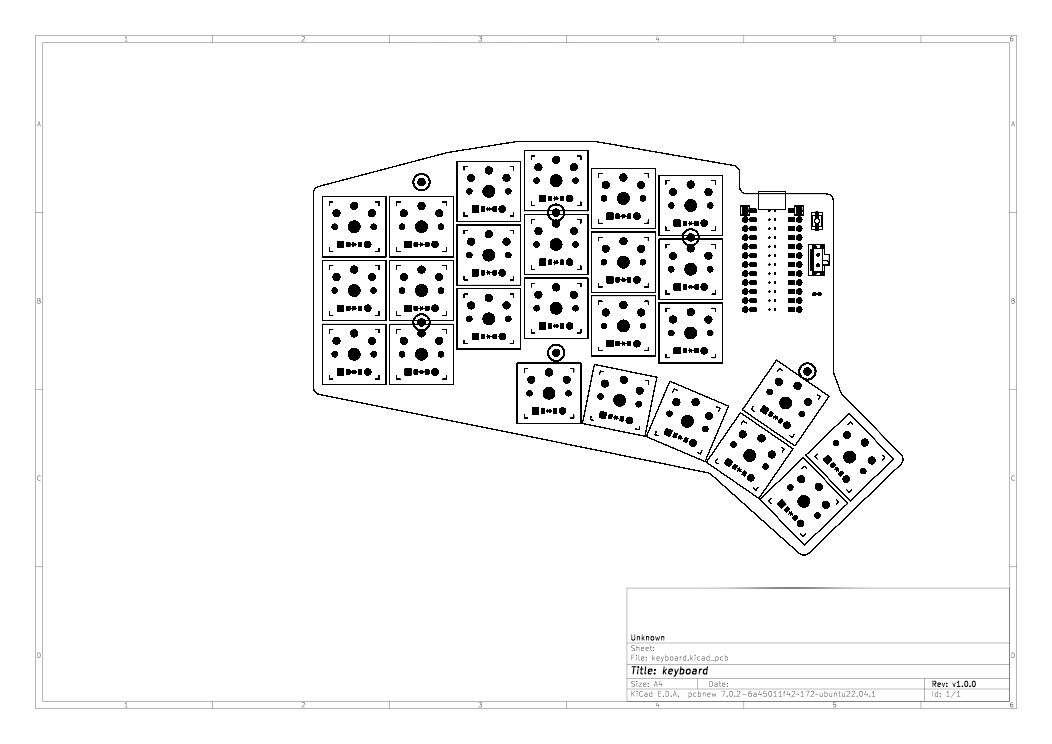 1 2 3 4 5 6
A A
B B
C C
D D
Unknown
Sheet:
File: keyboard.kicad_pcb
Title: keyboard
Size: A4 Date: Rev: v1.0.0
KiCad E.D.A. pcbnew 7.0.2-6a45011f42-172-ubuntu22.04.1 Id: 1/1
1 2 3 4 5 6